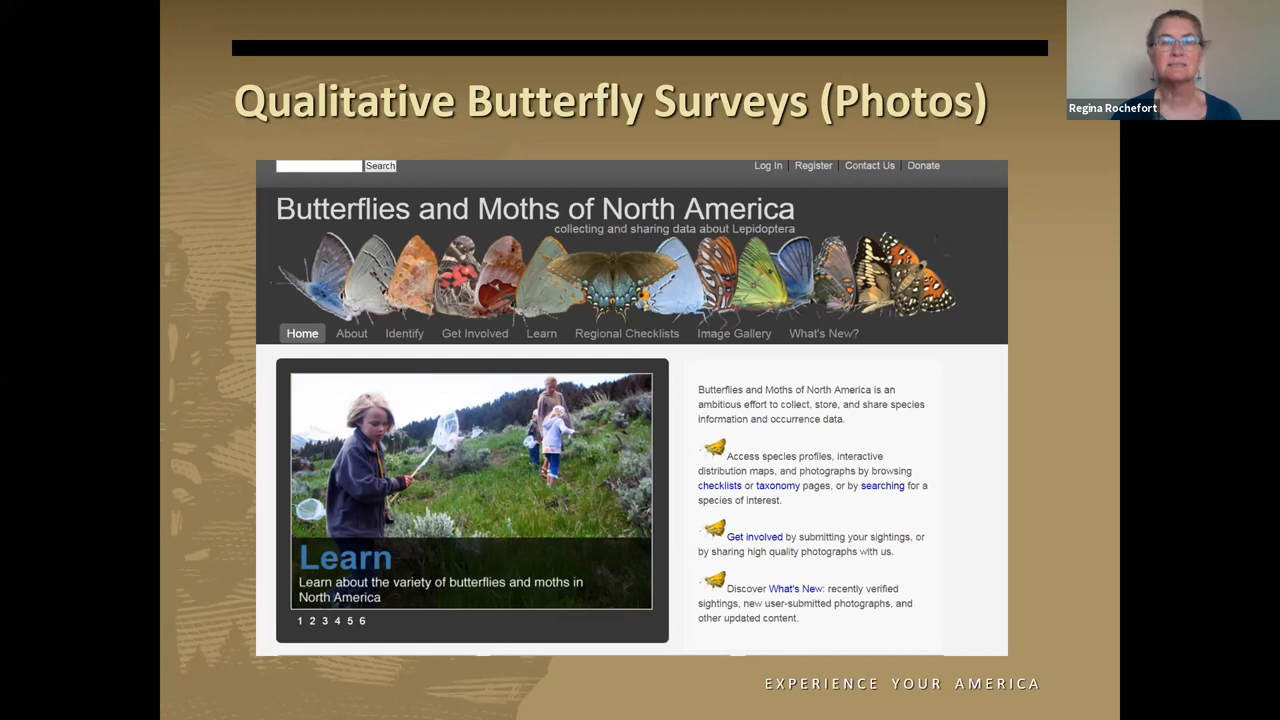 Qualitative Butterfly Surveys (Photos)
Regina Rochefort
Search
Log In | Register | Contact Us | Donate
Butterflies and Moths of North America
collecting and sharing data about Lepidoptera
Home About Identify Get Involved Learn Regional Checklists Image Gallery What's New?
Learn
Learn about the variety of butterflies and moths in
North America
1 2 3 4 5 6
Butterflies and Moths of North America is an
ambitious effort to collect, store, and share species
information and occurrence data.
Access species profiles, interactive
distribution maps, and photographs by browsing
checklists or taxonomy pages, or by searching for a
species of interest.
Get involved by submitting your sightings, or
by sharing high quality photographs with us.
Discover What's New: recently verified
sightings, new user-submitted photographs, and
other updated content.
EXPERIENCE YOUR AMERICA